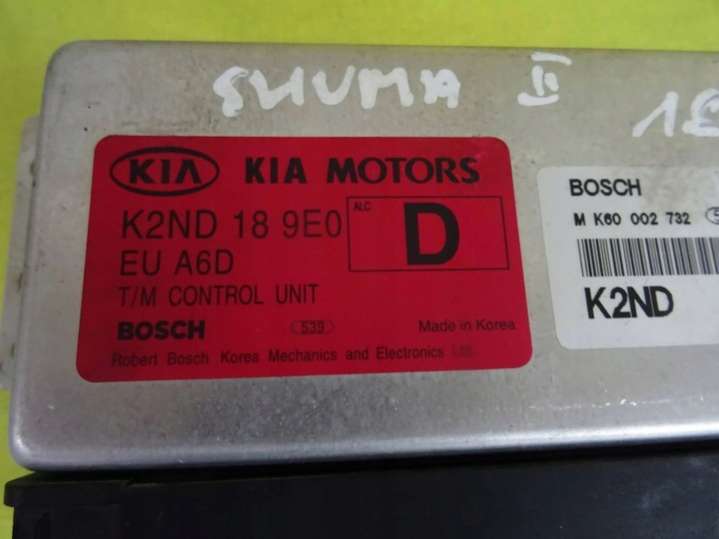 SHUMA II
KIA KIA MOTORS
K2ND 18 9E0
ALC
D
EU A6D
T/M CONTROL UNIT
BOSCH 539 Made in Korea
Robert Bosch Korea Mechanics and Electronics Ltd.
BOSCH
M K60 002 732
K2ND